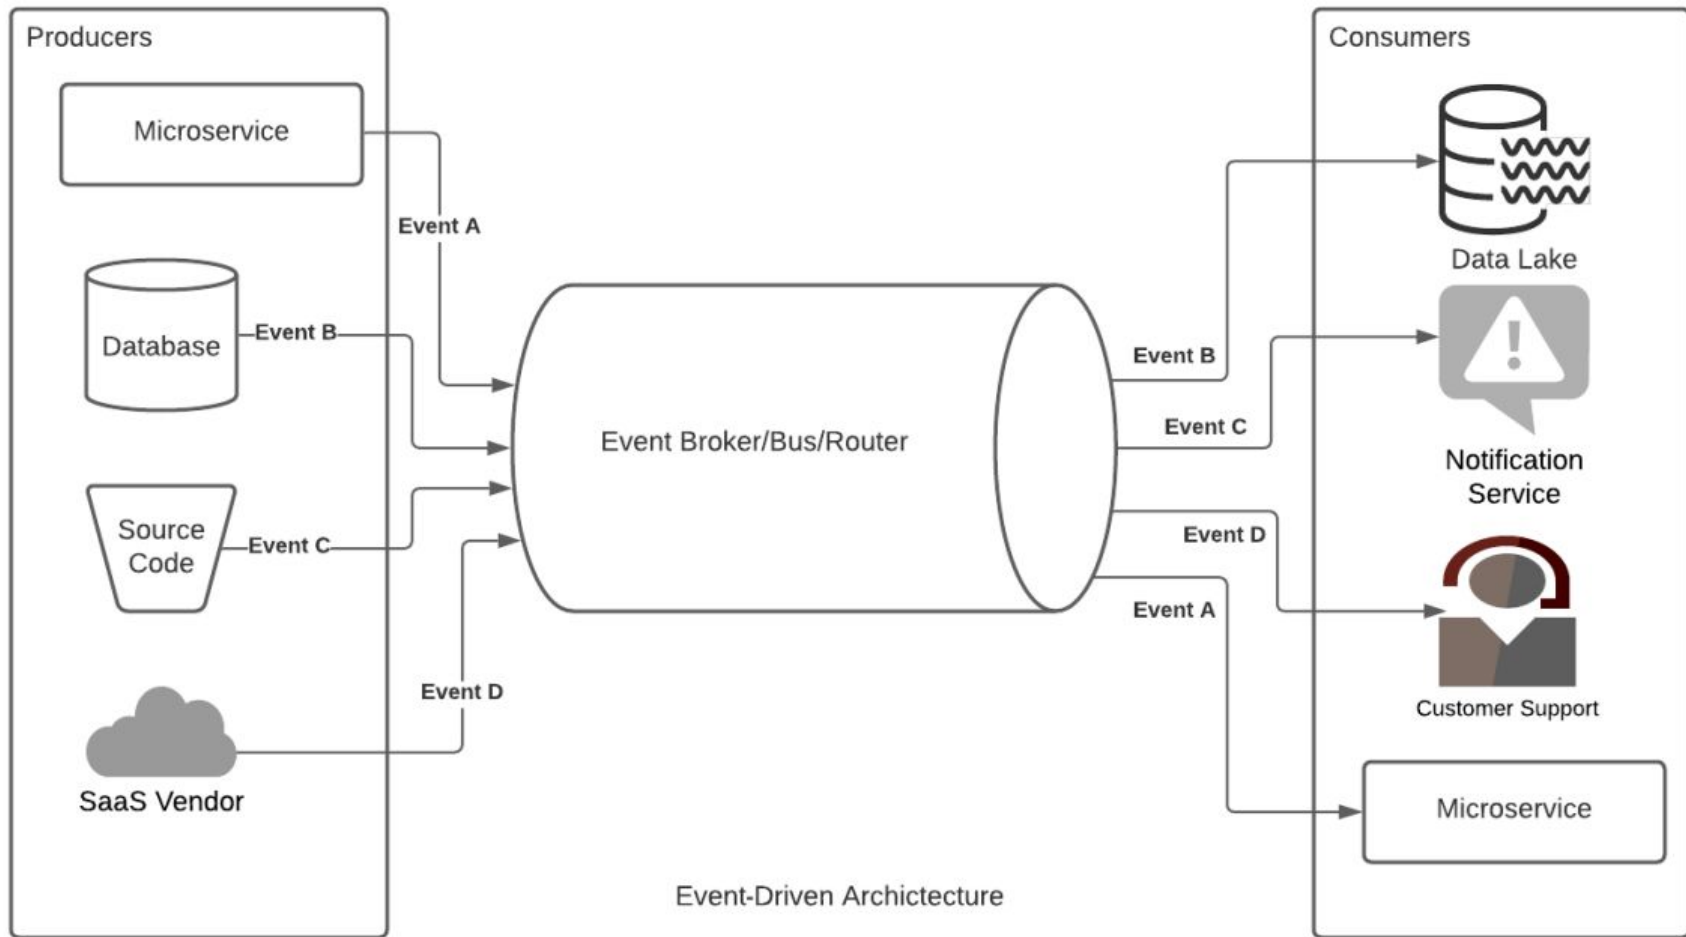 Producers
Microservice
Event A
Database
Event B
Source
Code
Event C
Event D
SaaS Vendor
Event Broker/Bus/Router
Event B
Event C
Event D
Event A
Consumers
Data Lake
Notification
Service
Customer Support
Microservice
Event-Driven Archictecture